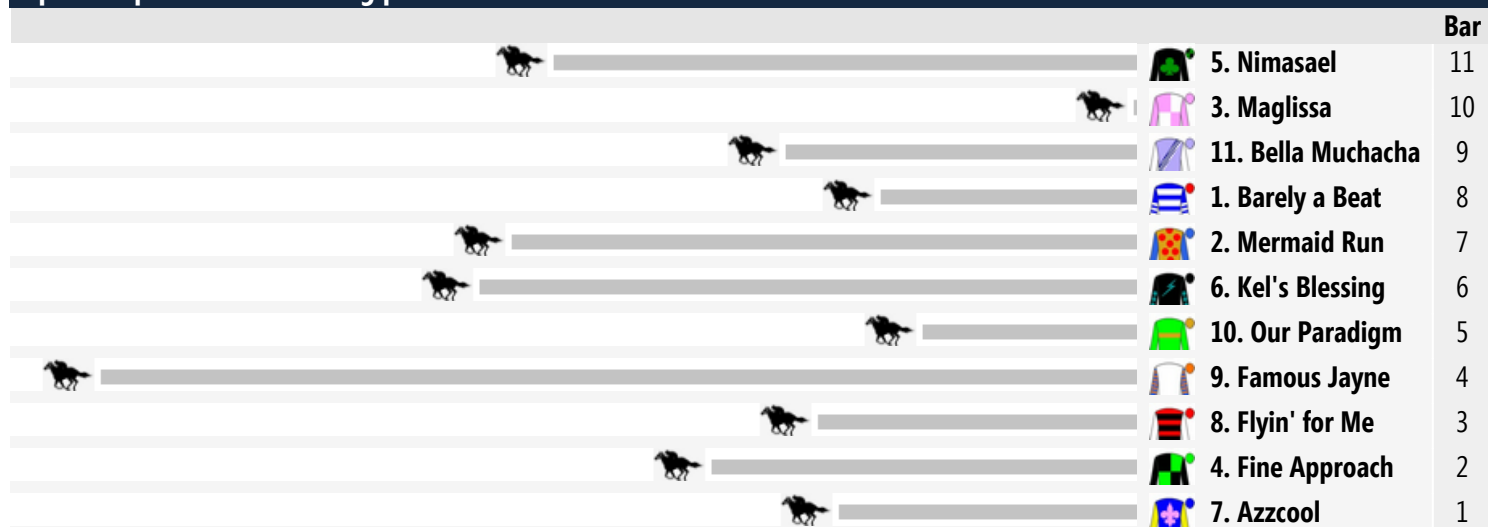 Bar
5. Nimasael 11
3. Maglissa 10
11. Bella Muchacha 9
1. Barely a Beat 8
2. Mermaid Run 7
6. Kel's Blessing 6
10. Our Paradigm 5
9. Famous Jayne 4
8. Flyin' for Me 3
4. Fine Approach 2
7. Azzcool 1